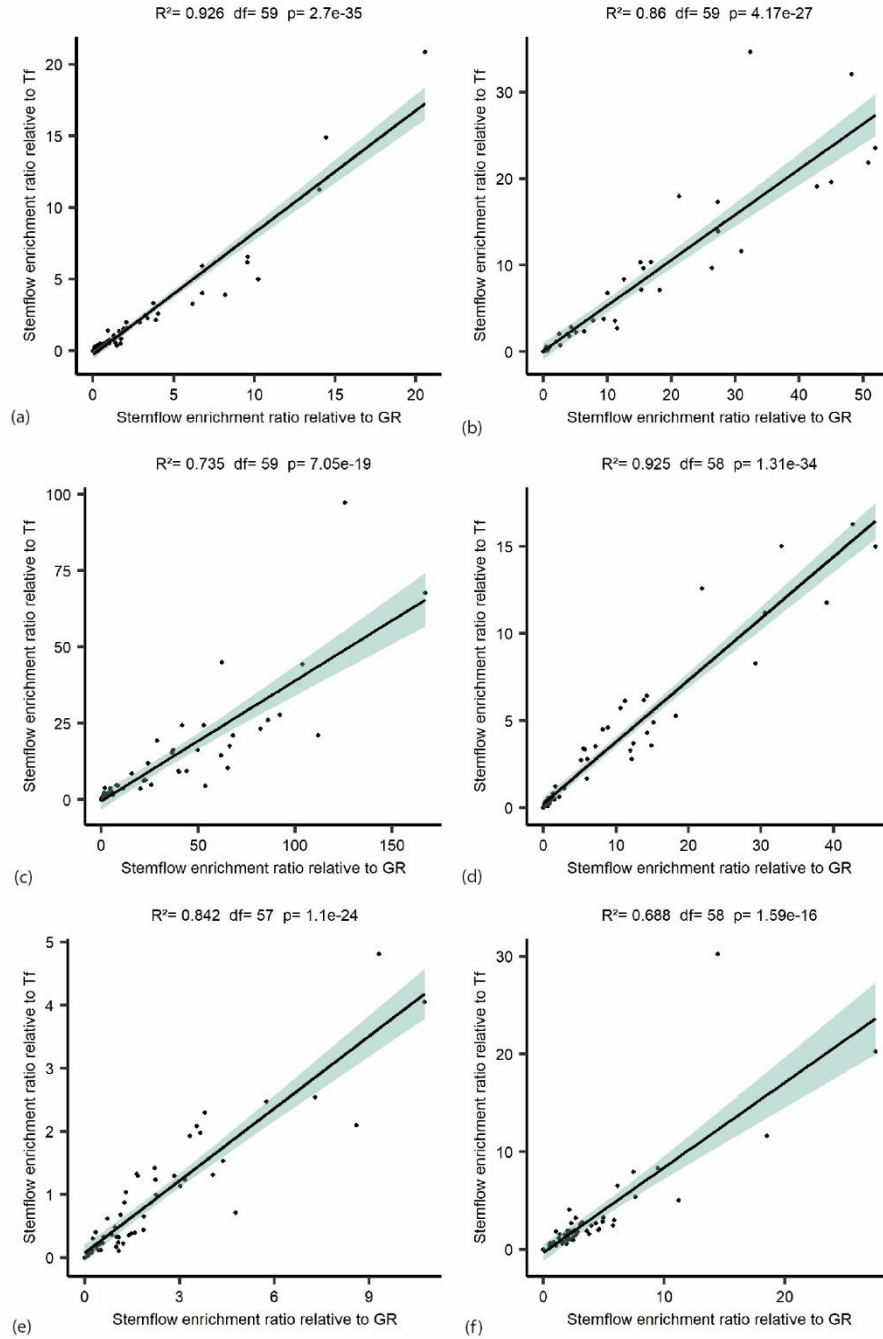 R²= 0.926 df= 59 p= 2.7e-35
Stemflow enrichment ratio relative to Tf
20
15
10
5
0
0 5 10 15 20
(a) Stemflow enrichment ratio relative to GR
R²= 0.86 df= 59 p= 4.17e-27
Stemflow enrichment ratio relative to Tf
30
20
10
0
0 10 20 30 40 50
(b) Stemflow enrichment ratio relative to GR
R²= 0.735 df= 59 p= 7.05e-19
Stemflow enrichment ratio relative to Tf
100
75
50
25
0
0 50 100 150
(c) Stemflow enrichment ratio relative to GR
R²= 0.925 df= 58 p= 1.31e-34
Stemflow enrichment ratio relative to Tf
15
10
5
0
0 10 20 30 40
(d) Stemflow enrichment ratio relative to GR
R²= 0.842 df= 57 p= 1.1e-24
Stemflow enrichment ratio relative to Tf
5
4
3
2
1
0
0 3 6 9
(e) Stemflow enrichment ratio relative to GR
R²= 0.688 df= 58 p= 1.59e-16
Stemflow enrichment ratio relative to Tf
30
20
10
0
0 10 20
(f) Stemflow enrichment ratio relative to GR